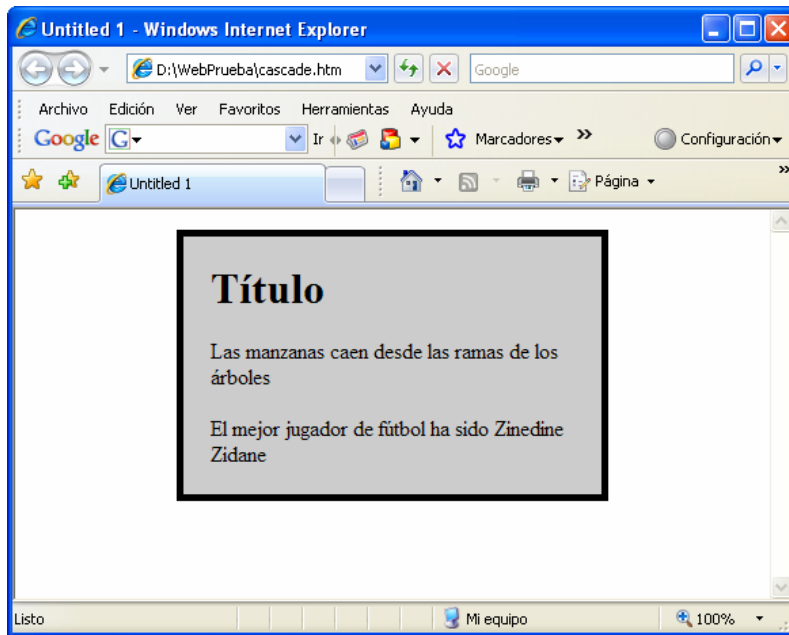 Untitled 1 - Windows Internet Explorer
D:\WebPrueba\cascade.htm Google
Archivo Edición Ver Favoritos Herramientas Ayuda
Google G Ir Marcadores » Configuración
Untitled 1 Página »
Título
Las manzanas caen desde las ramas de los
árboles
El mejor jugador de fútbol ha sido Zinedine
Zidane
Listo Mi equipo 100%